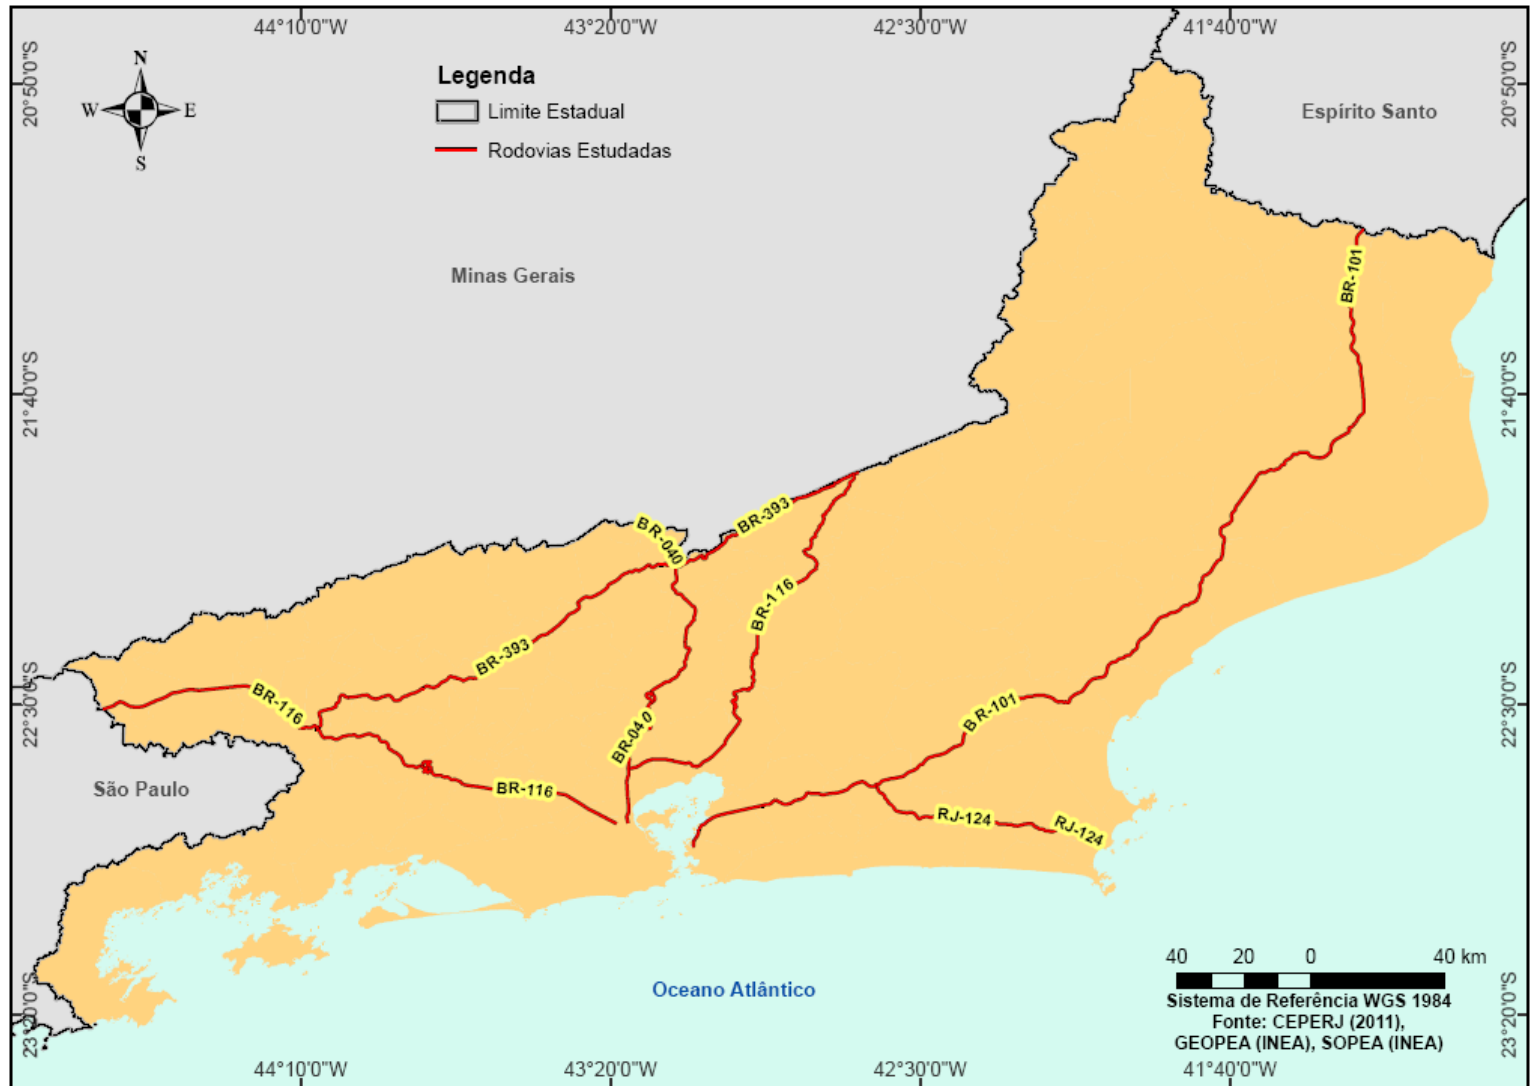 44°10'0"W
43°20'0"W
42°30'0"W
41°40'0"W
20°50'0"S
20°50'0"S
N
W
E
S
Legenda
Limite Estadual
Rodovias Estudadas
Espírito Santo
Minas Gerais
BR-101
21°40'0"S
21°40'0"S
BR-393
BR-040
BR-116
BR-393
BR-116
22°30'0"S
22°30'0"S
BR-101
BR-040
São Paulo
BR-116
RJ-124
RJ-124
Oceano Atlântico
40 20 0 40 km
Sistema de Referência WGS 1984
Fonte: CEPERJ (2011),
GEOPEA (INEA), SOPEA (INEA)
23°20'0"S
23°20'0"S
44°10'0"W
43°20'0"W
42°30'0"W
41°40'0"W